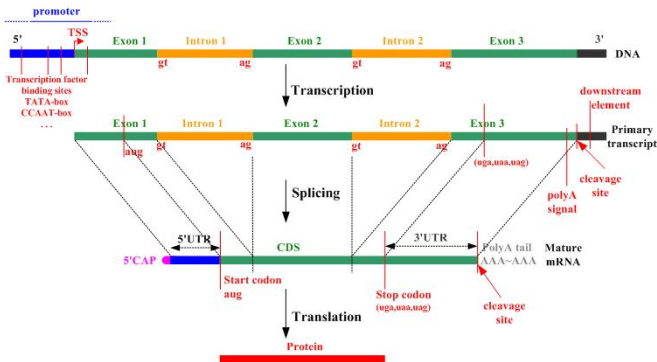 promoter
5' TSS Exon 1 Intron 1 Exon 2 Intron 2 Exon 3 3'
gt ag gt ag DNA
Transcription factor
binding sites
TATA-box
CCAAT-box
...
Transcription
downstream
element
Exon 1 Intron 1 Exon 2 Intron 2 Exon 3
Primary
transcript
aug gt ag gt ag (uga,uaa,uag)
cleavage
site
polyA
signal
Splicing
5'UTR CDS 3'UTR PolyA tail Mature
5'CAP AAA~AAA mRNA
Start codon
aug
Stop codon
(uga,uaa,uag)
cleavage
site
Translation
Protein